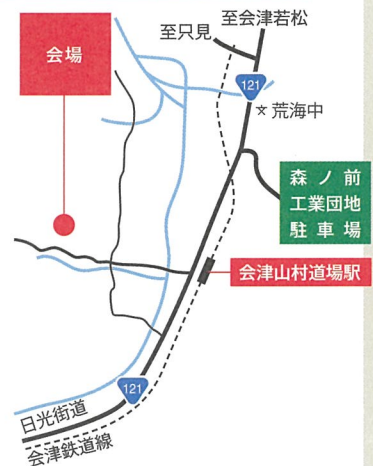 至会津若松
至只見
会場
121
荒海中
森ノ前
工業団地
駐車場
会津山村道場駅
121
日光街道
会津鉄道線